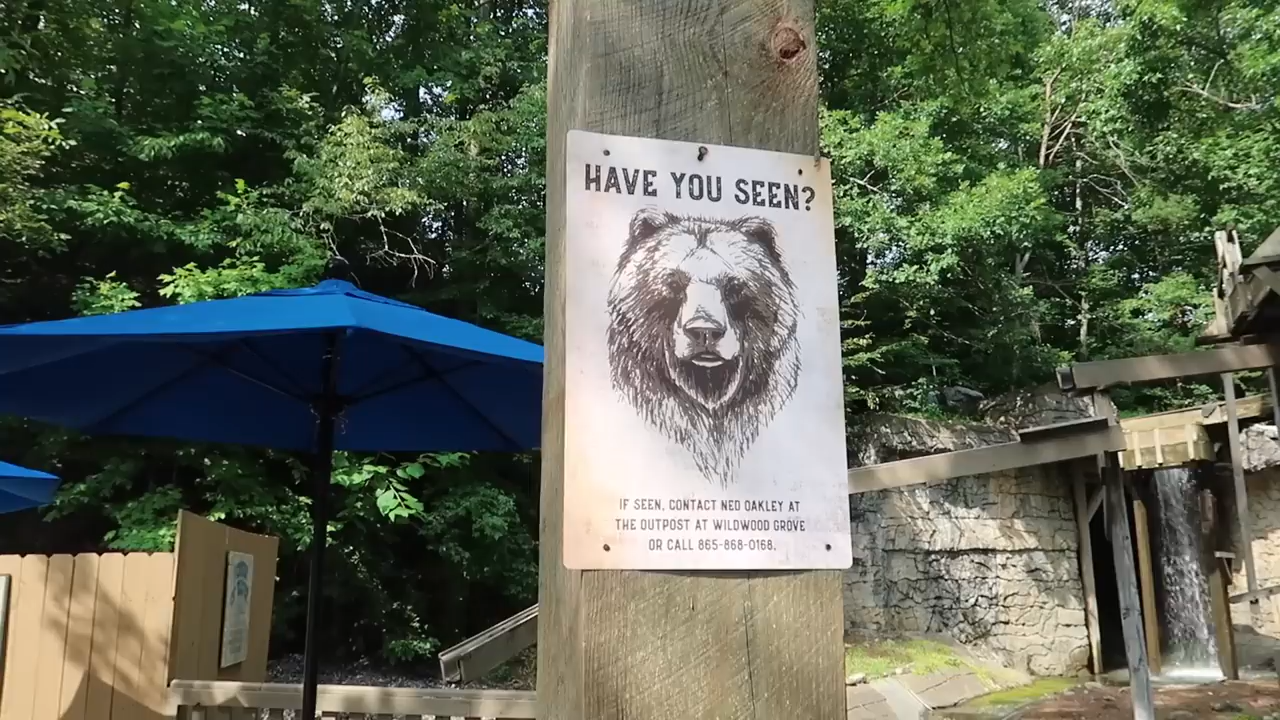 HAVE YOU SEEN?
IF SEEN, CONTACT NED OAKLEY AT
THE OUTPOST AT WILDWOOD GROVE
OR CALL 865-868-0168.